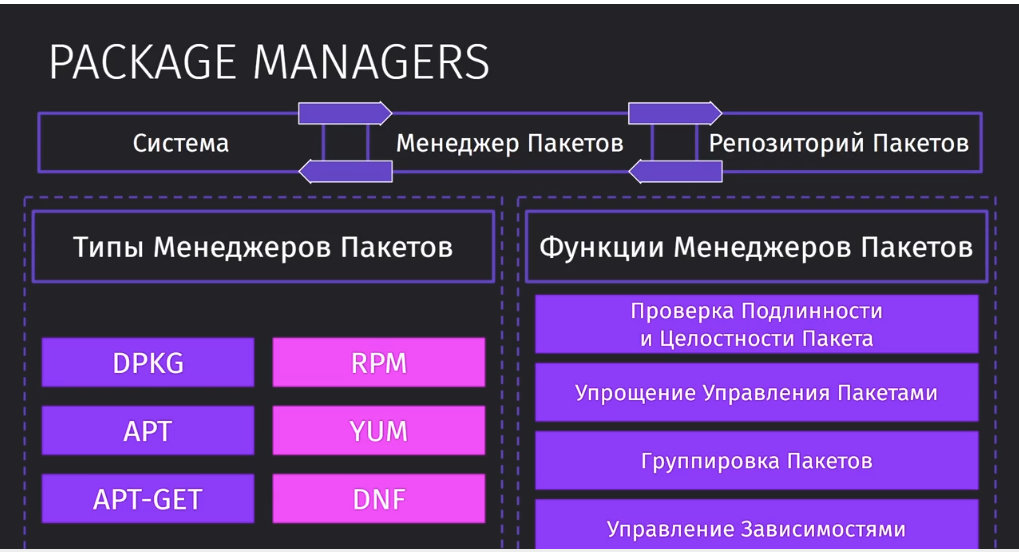 PACKAGE MANAGERS
Система
Менеджер Пакетов
Репозиторий Пакетов
Типы Менеджеров Пакетов
DPKG
RPM
APT
YUM
APT-GET
DNF
Функции Менеджеров Пакетов
Проверка Подлинности
и Целостности Пакета
Упрощение Управления Пакетами
Группировка Пакетов
Управление Зависимостями